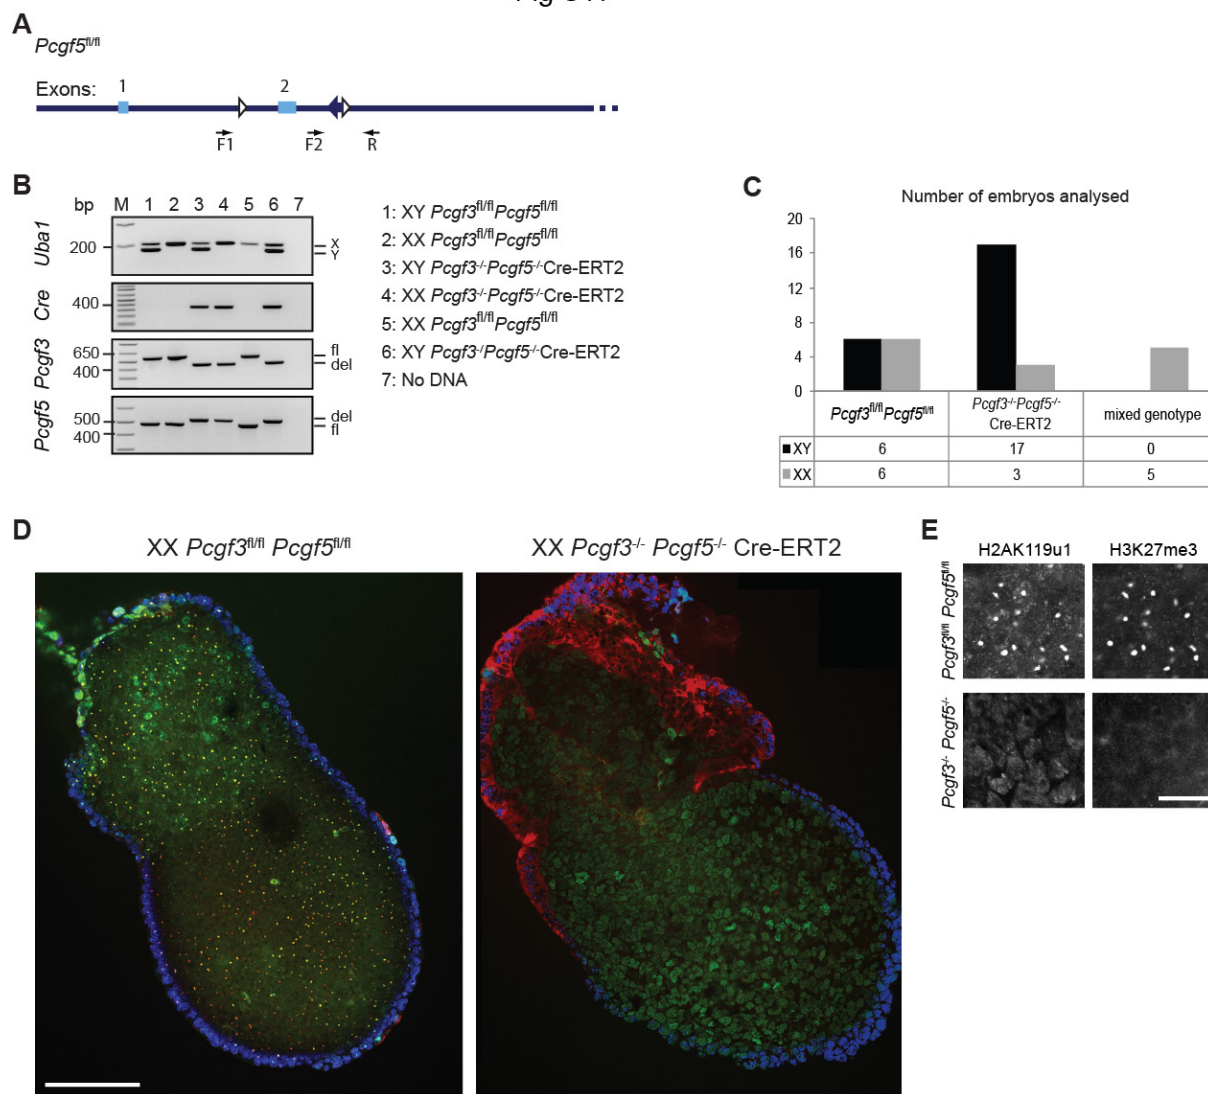 A
Pcgf5fl/fl
Exons: 1 2
F1 F2 R
B
bp M 1 2 3 4 5 6 7
Uba1
200
X
Y
Cre
400
Pcgf3
650
400
fl
del
Pcgf5
500
400
del
fl
1: XY Pcgf3fl/flPcgf5fl/fl
2: XX Pcgf3fl/flPcgf5fl/fl
3: XY Pcgf3-/-Pcgf5-/-Cre-ERT2
4: XX Pcgf3-/-Pcgf5-/-Cre-ERT2
5: XX Pcgf3fl/flPcgf5fl/fl
6: XY Pcgf3-/Pcgf5-/-Cre-ERT2
7: No DNA
C
Number of embryos analysed
20
16
12
8
4
0
Pcgf3fl/flPcgf5fl/fl
Pcgf3-/-Pcgf5-/-
Cre-ERT2
mixed genotype
XY 6 17 0
XX 6 3 5
D
XX Pcgf3fl/fl Pcgf5fl/fl
XX Pcgf3-/- Pcgf5-/- Cre-ERT2
E
H2AK119u1 H3K27me3
Pcgf3fl/fl Pcgf5fl/fl
Pcgf3-/- Pcgf5-/-